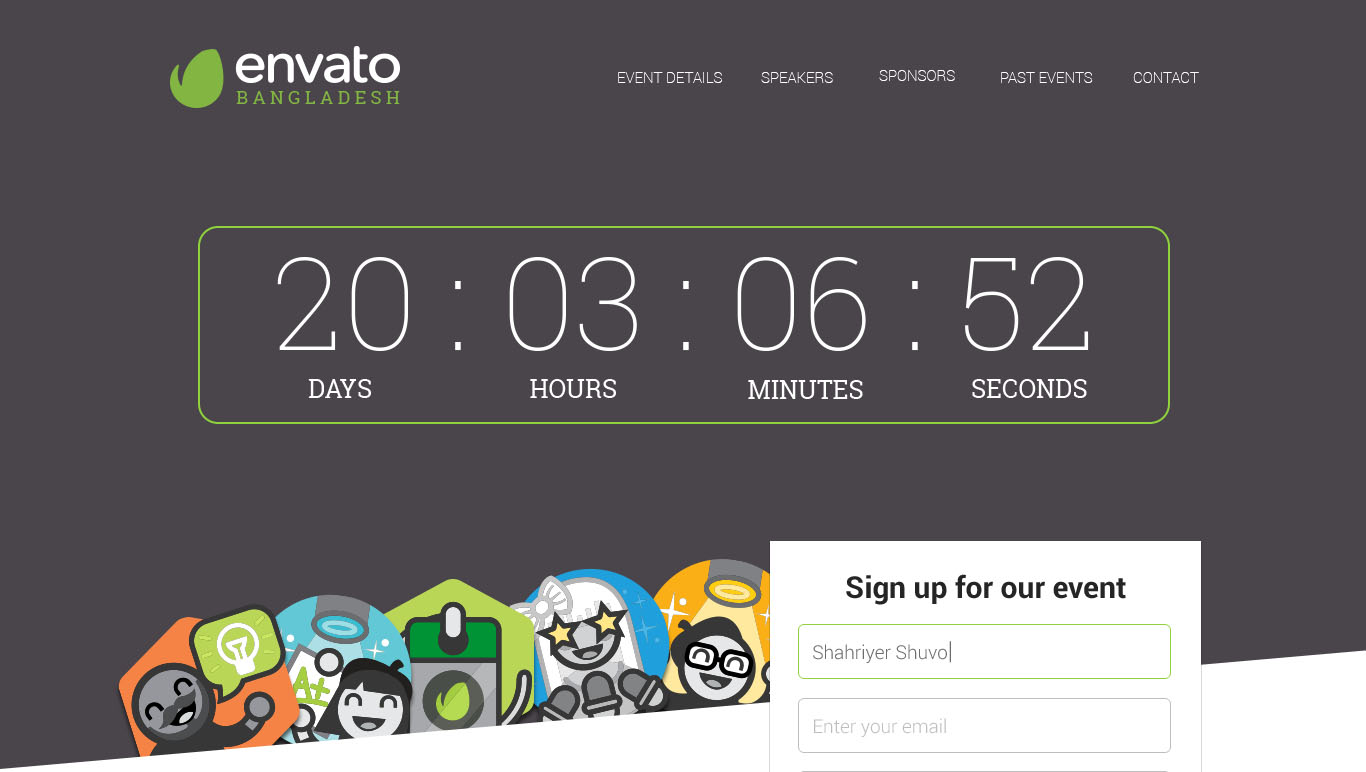 envato
BANGLADESH
EVENT DETAILS SPEAKERS SPONSORS PAST EVENTS CONTACT
20 : 03 : 06 : 52
DAYS HOURS MINUTES SECONDS
Sign up for our event
Shahriyer Shuvo
Enter your email
A+